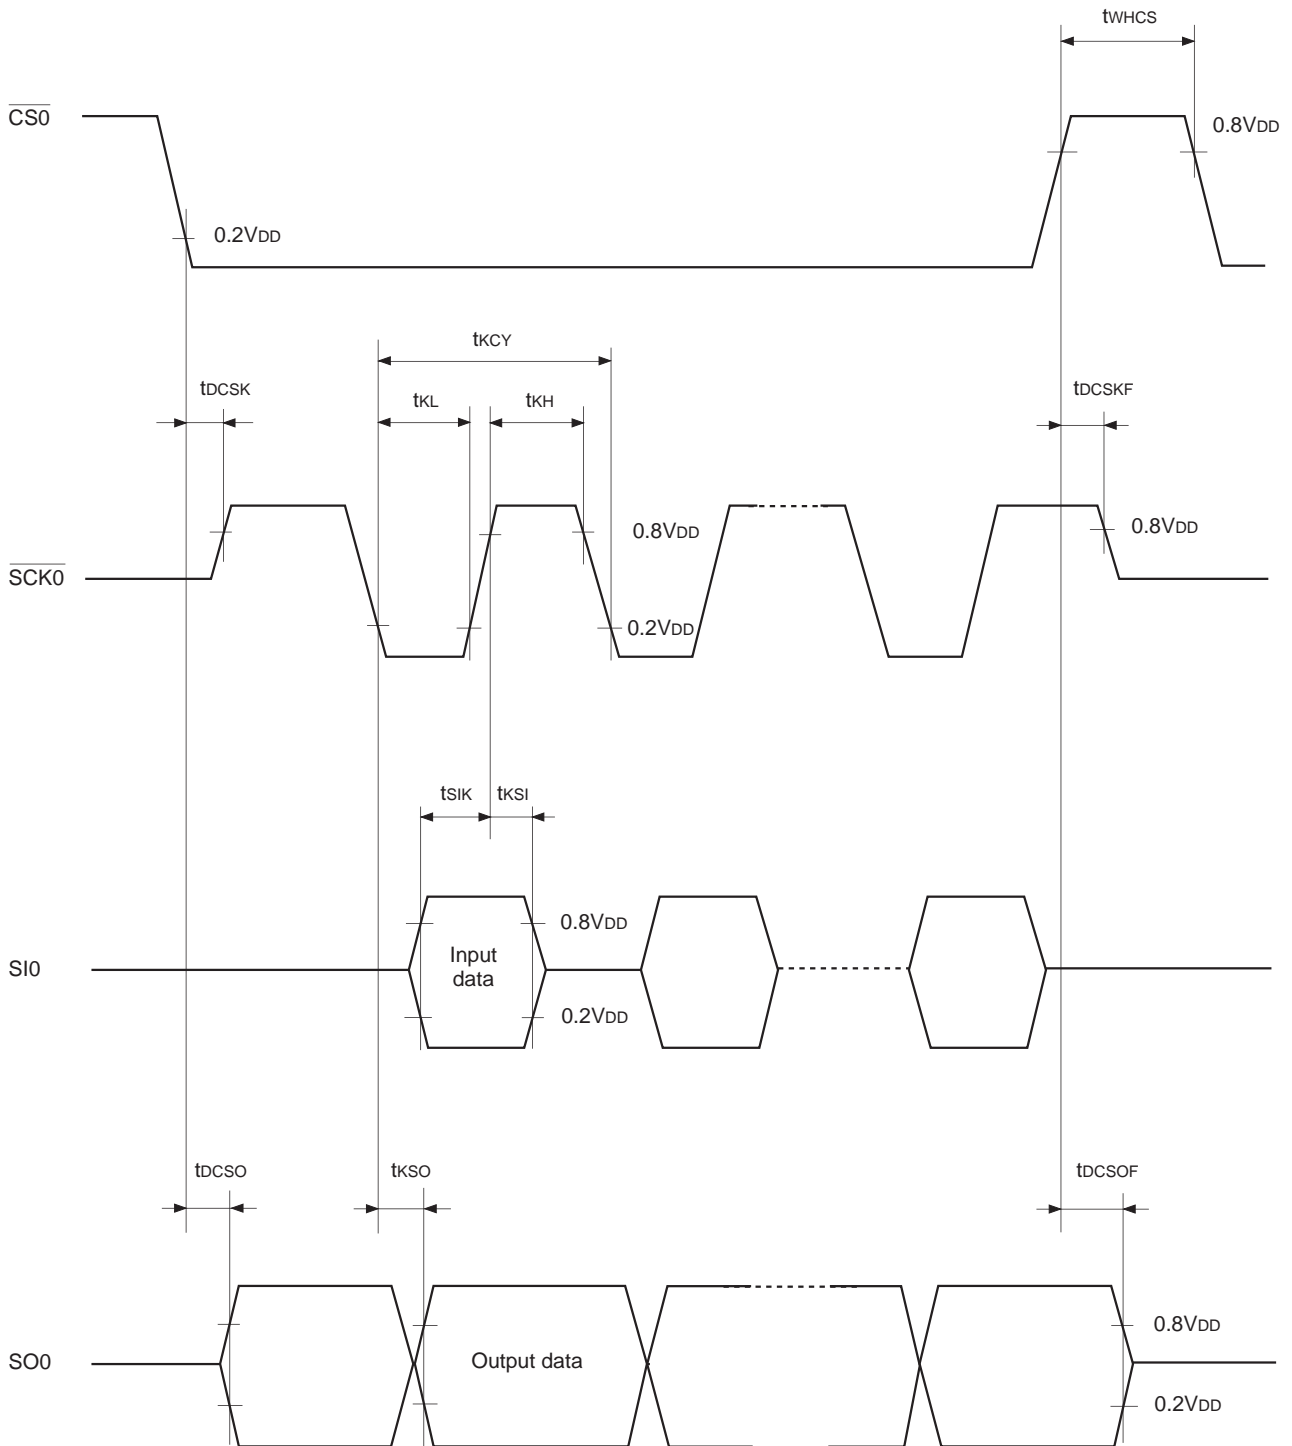 tWHCS
CS0
0.8VDD
0.2VDD
tKCY
tDCSK
tKL
tKH
tDCSKF
0.8VDD
0.8VDD
SCK0
0.2VDD
tSIK
tKSI
0.8VDD
Input
data
SI0
0.2VDD
tDCSO
tKSO
tDCSOF
0.8VDD
SO0
Output data
0.2VDD